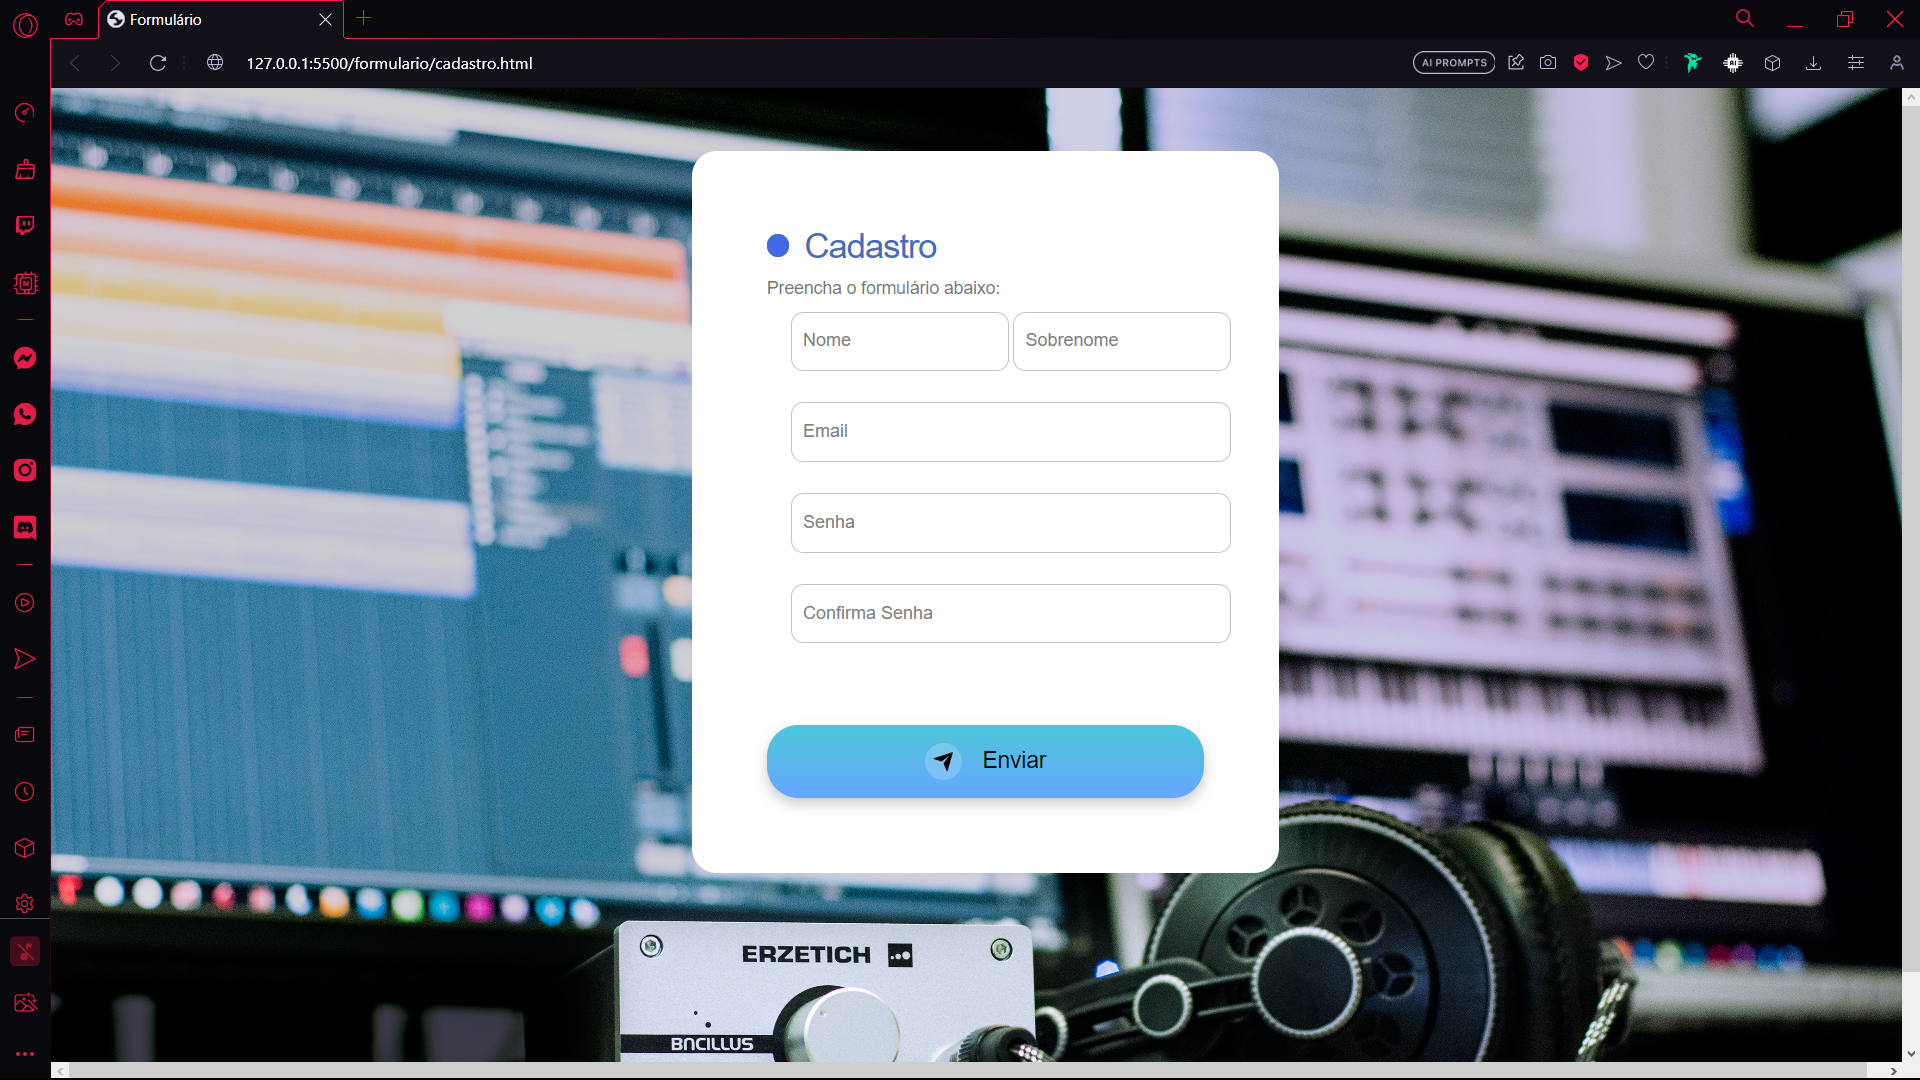 Formulário
127.0.0.1:5500/formulario/cadastro.html
AI PROMPTS
Cadastro
Preencha o formulário abaixo:
Nome
Sobrenome
Email
Senha
Confirma Senha
Enviar
ERZETICH
BACILLUS